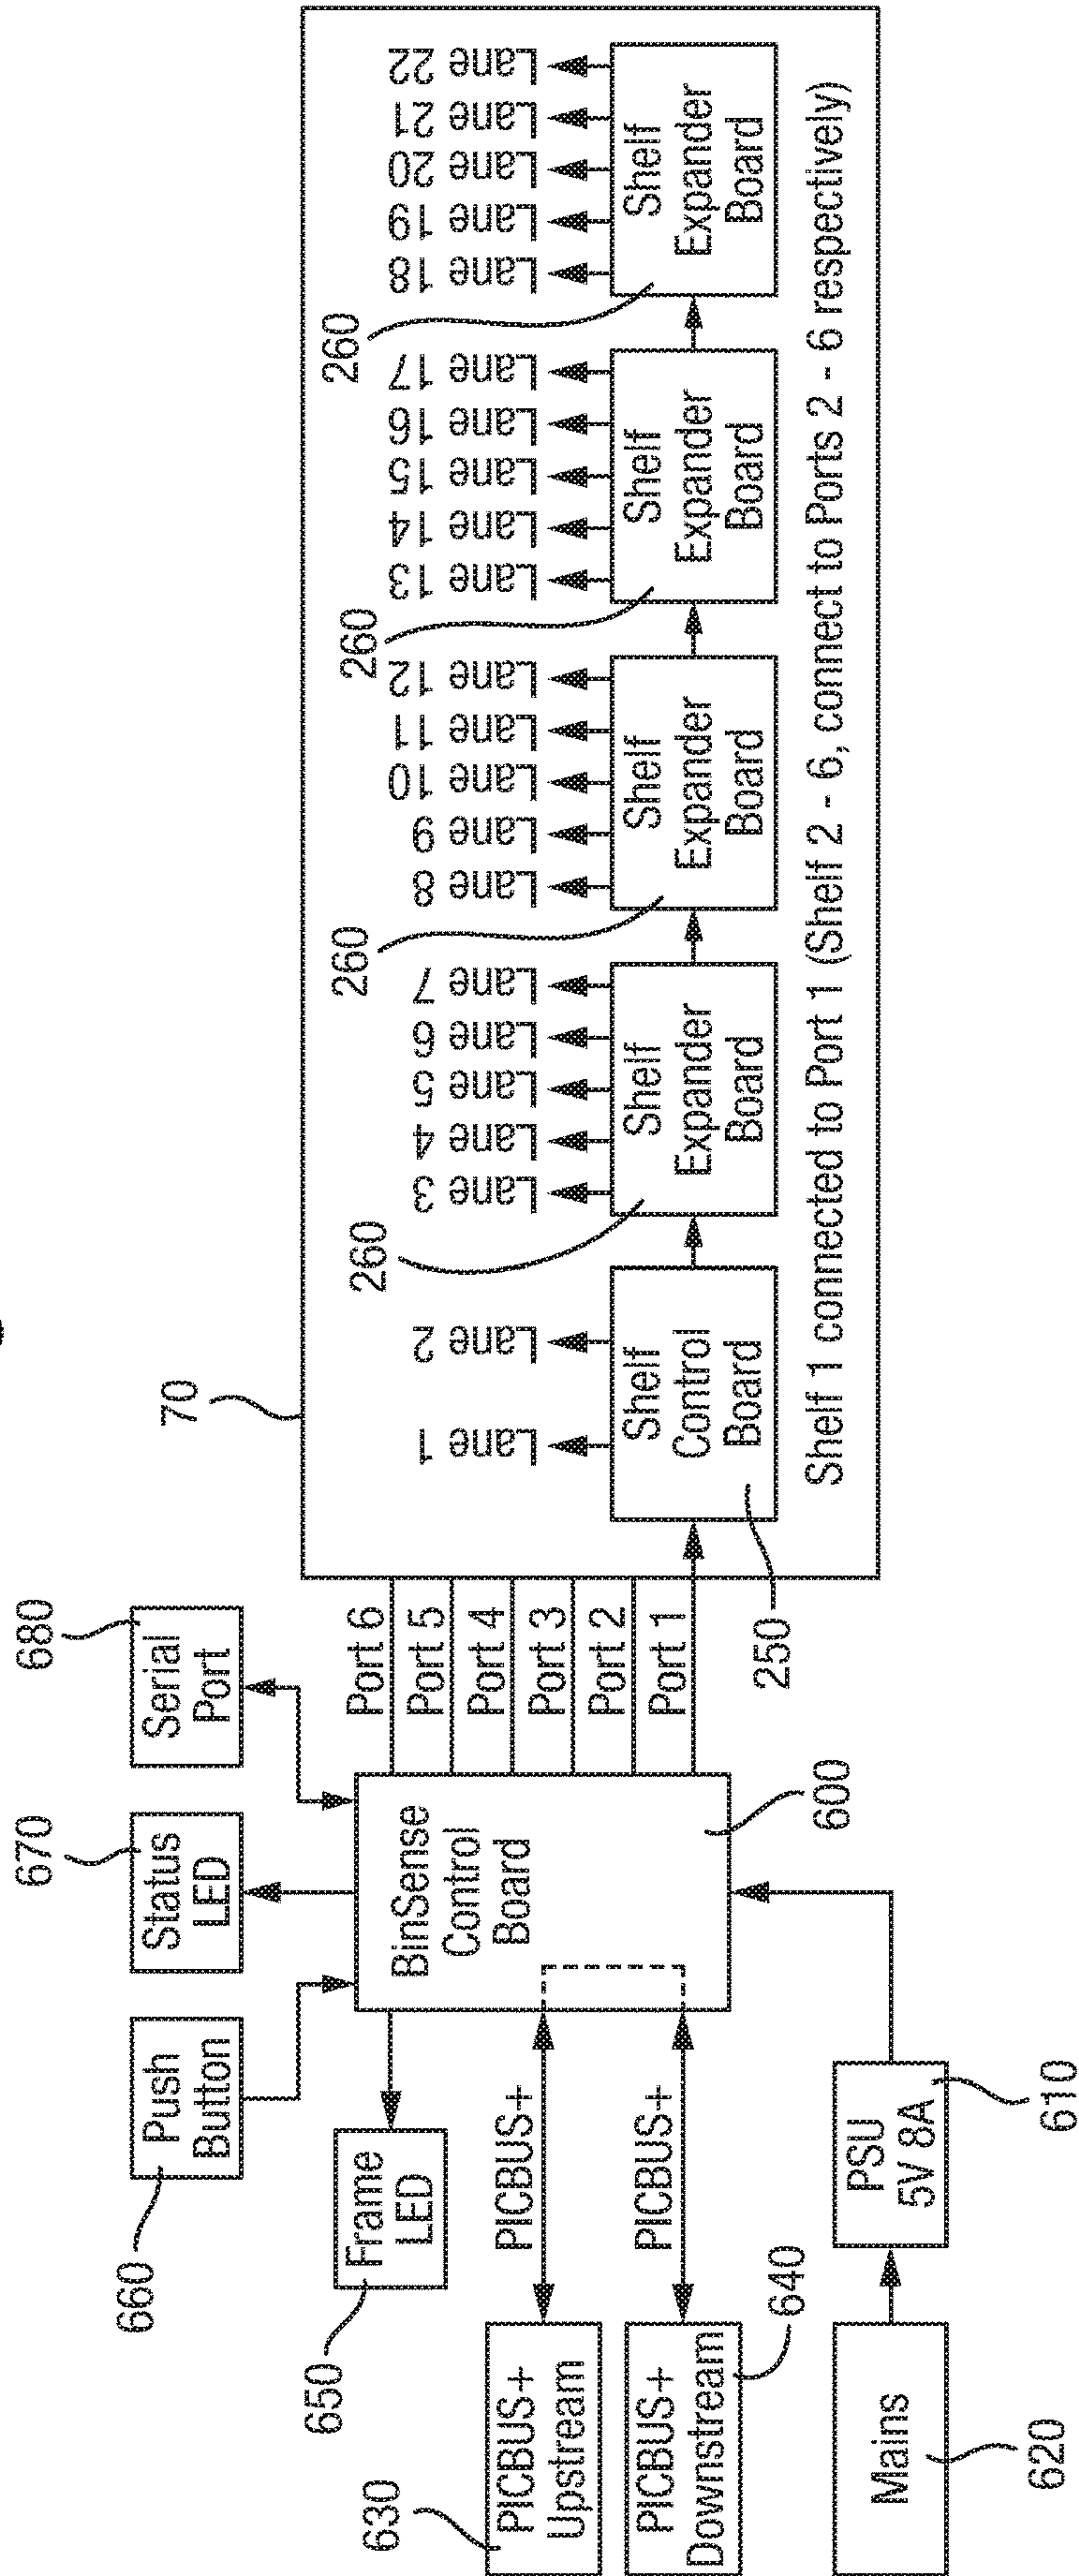 660
Push
Button
670
Status
LED
680
Serial
Port
650
Frame
LED
630
PICBUS+
Upstream
PICBUS+
PICBUS+
Downstream
640
PICBUS+
Mains
620
PSU
5V 8A
610
BinSense
Control
Board
600
Port 6
Port 5
Port 4
Port 3
Port 2
Port 1
70
Lane 1
Lane 2
Lane 3
Lane 4
Lane 5
Lane 6
Lane 7
Lane 8
Lane 9
Lane 10
Lane 11
Lane 12
Lane 13
Lane 14
Lane 15
Lane 16
Lane 17
Lane 18
Lane 19
Lane 20
Lane 21
Lane 22
260
260
260
260
Shelf
Control
Board
Shelf
Expander
Board
Shelf
Expander
Board
Shelf
Expander
Board
Shelf
Expander
Board
250
Shelf 1 connected to Port 1 (Shelf 2 - 6, connect to Ports 2 - 6 respectively)